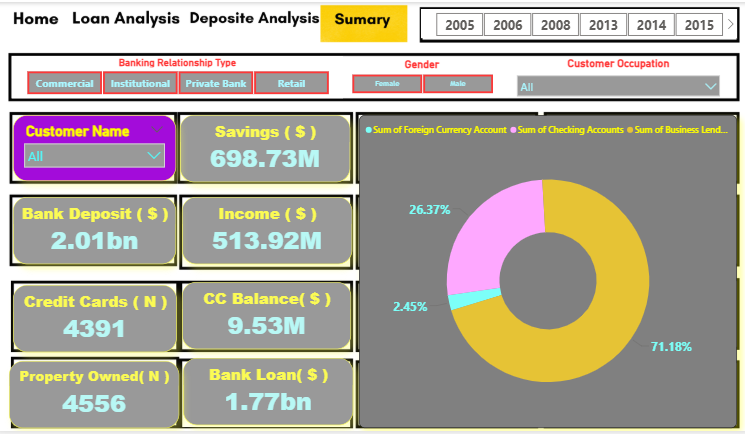 Home Loan Analysis Deposite Analysis Sumary
2005 2006 2008 2013 2014 2015
Banking Relationship Type
Commercial Institutional Private Bank Retail
Gender
Female Male
Customer Occupation
All
Customer Name
All
Savings ( $ )
698.73M
Bank Deposit ( $ )
2.01bn
Income ( $ )
513.92M
Credit Cards ( N )
4391
CC Balance( $ )
9.53M
Property Owned( N )
4556
Bank Loan( $ )
1.77bn
Sum of Foreign Currency Account Sum of Checking Accounts Sum of Business Lend...
26.37%
2.45%
71.18%